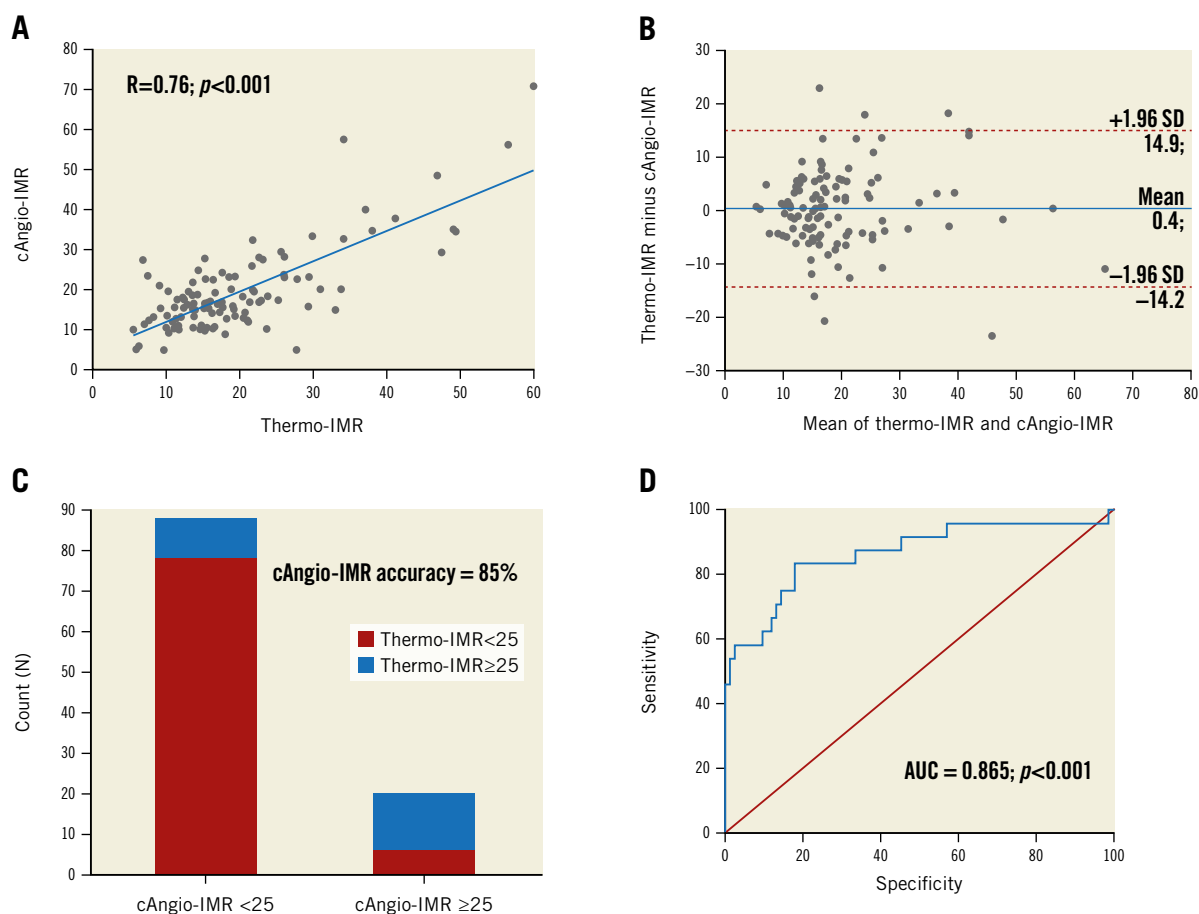 A
80
70
60
50
40
30
20
10
0
cAngio-IMR
R=0.76; p<0.001
0 10 20 30 40 50 60
Thermo-IMR
B
30
20
10
0
−10
−20
−30
Thermo-IMR minus cAngio-IMR
+1.96 SD
14.9;
Mean
0.4;
−1.96 SD
−14.2
0 10 20 30 40 50 60 70 80
Mean of thermo-IMR and cAngio-IMR
C
90
80
70
60
50
40
30
20
10
0
Count (N)
cAngio-IMR accuracy = 85%
Thermo-IMR<25
Thermo-IMR≥25
cAngio-IMR <25 cAngio-IMR ≥25
D
100
80
60
40
20
0
Sensitivity
AUC = 0.865; p<0.001
0 20 40 60 80 100
Specificity